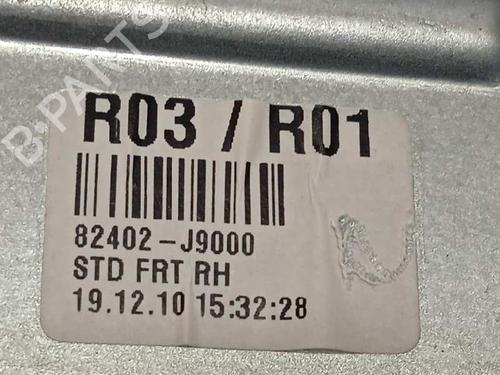 R03 / R01
82402-J9000
STD FRT RH
19.12.10 15:32:28
B-PARTS